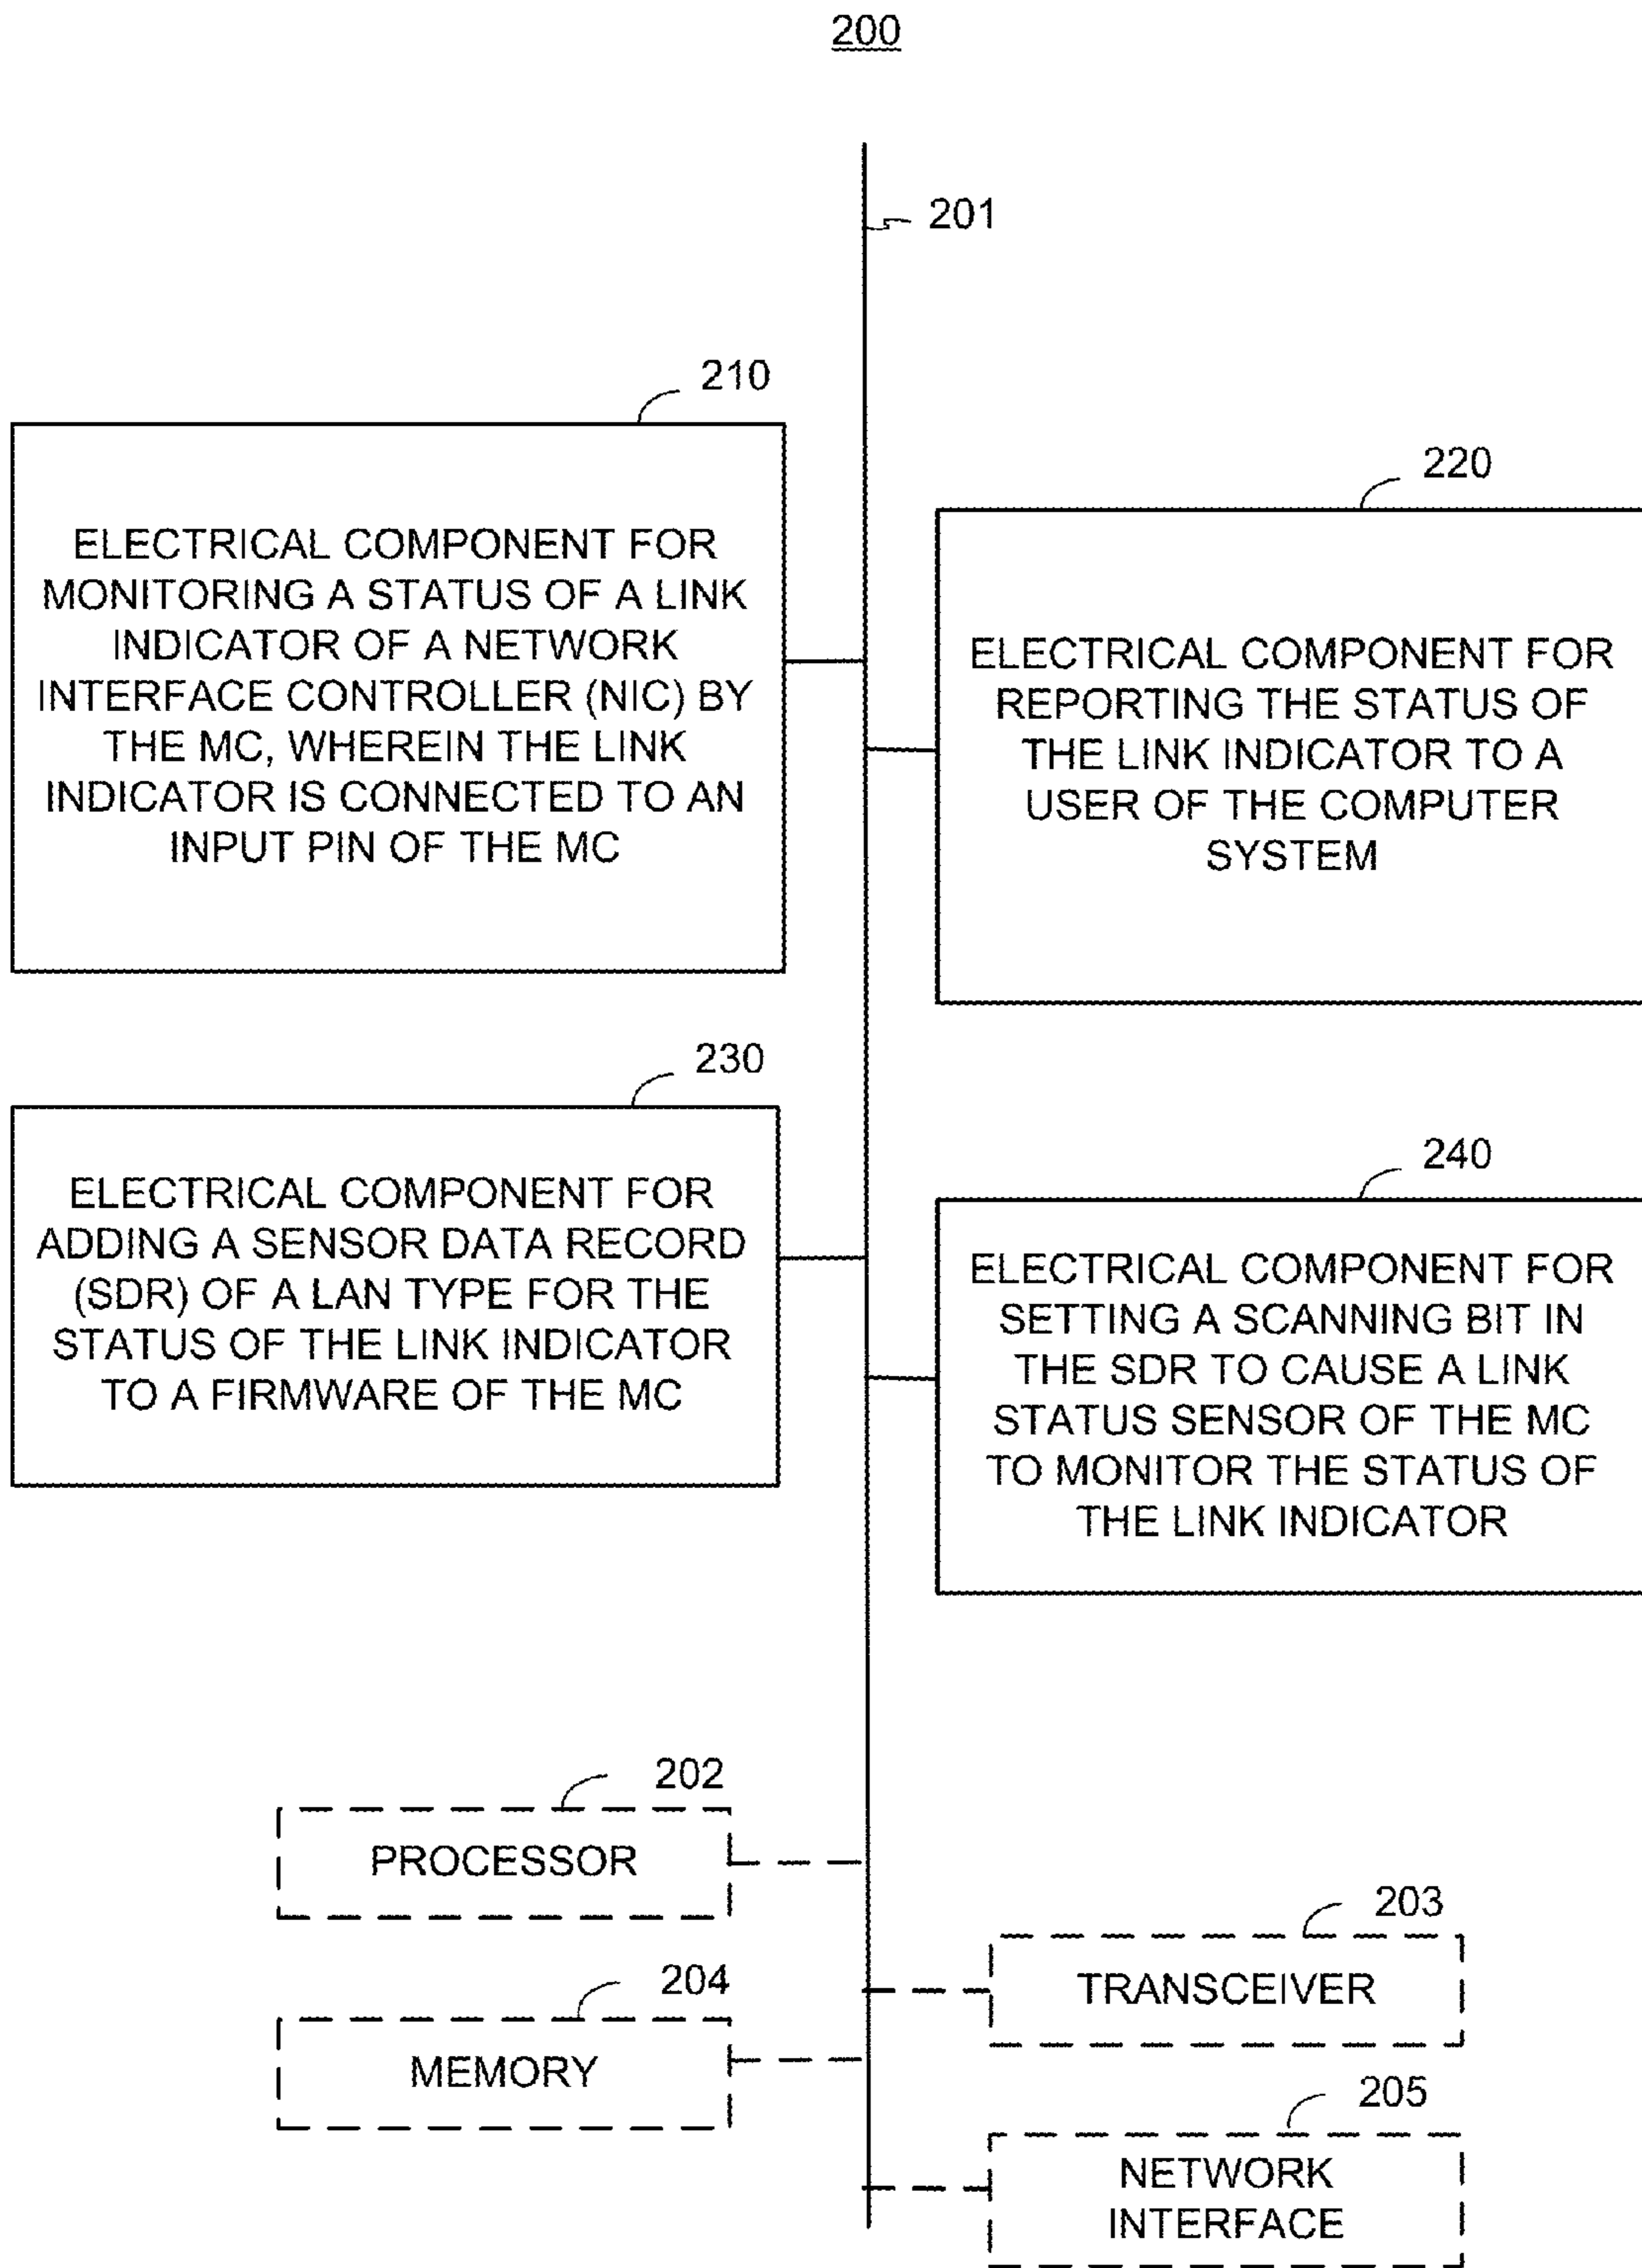 200
201
210
ELECTRICAL COMPONENT FOR
MONITORING A STATUS OF A LINK
INDICATOR OF A NETWORK
INTERFACE CONTROLLER (NIC) BY
THE MC, WHEREIN THE LINK
INDICATOR IS CONNECTED TO AN
INPUT PIN OF THE MC
220
ELECTRICAL COMPONENT FOR
REPORTING THE STATUS OF
THE LINK INDICATOR TO A
USER OF THE COMPUTER
SYSTEM
230
ELECTRICAL COMPONENT FOR
ADDING A SENSOR DATA RECORD
(SDR) OF A LAN TYPE FOR THE
STATUS OF THE LINK INDICATOR
TO A FIRMWARE OF THE MC
240
ELECTRICAL COMPONENT FOR
SETTING A SCANNING BIT IN
THE SDR TO CAUSE A LINK
STATUS SENSOR OF THE MC
TO MONITOR THE STATUS OF
THE LINK INDICATOR
202
PROCESSOR
203
TRANSCEIVER
204
MEMORY
205
NETWORK
INTERFACE